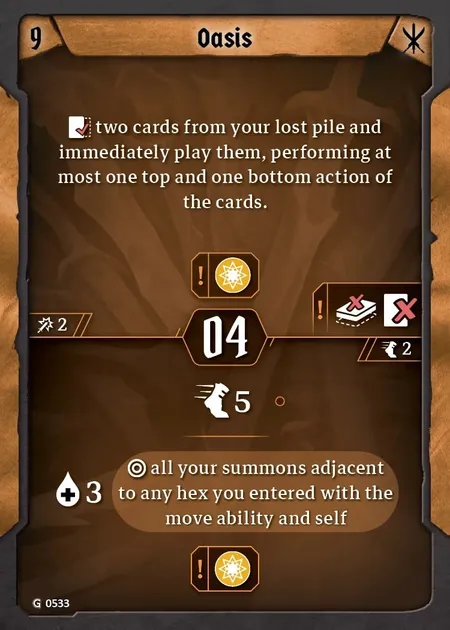 9
Oasis
two cards from your lost pile and
immediately play them, performing at
most one top and one bottom action of
the cards.
!
!
2
04
2
5
3
all your summons adjacent
to any hex you entered with the
move ability and self
!
G 0533